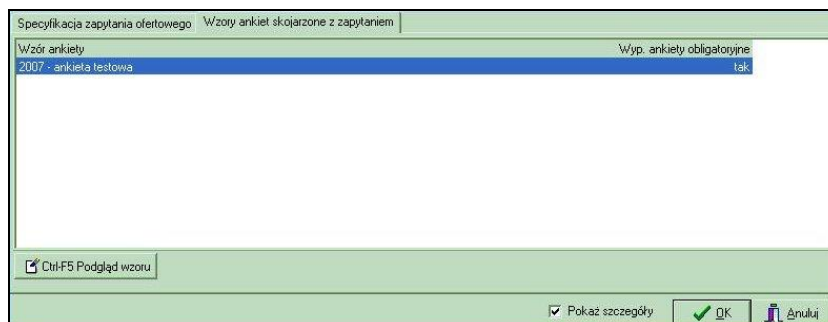 Specyfikacja zapytania ofertowego Wzory ankiet skojarzone z zapytaniem
Wzór ankiety Wyp. ankiety obligatoryjne
2007 - ankieta testowa tak
Ctrl-F5 Podgląd wzoru
Pokaż szczegóły OK Anuluj